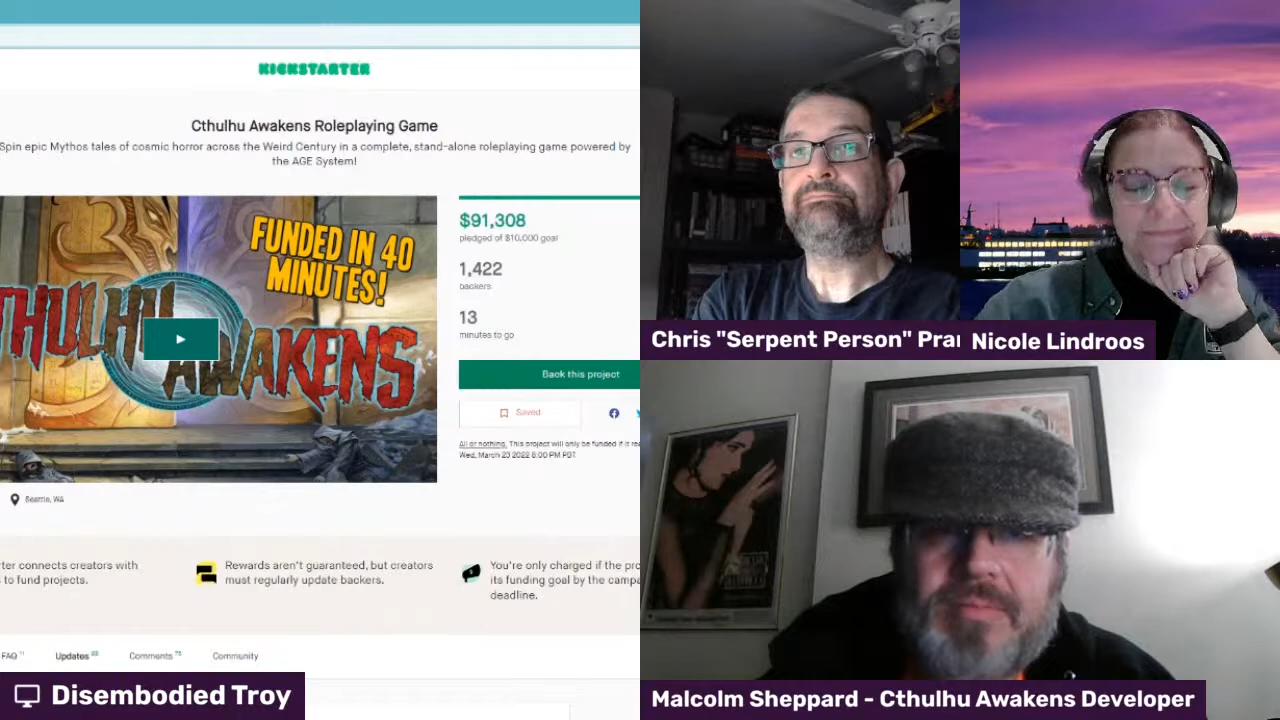 KICKSTARTER
Cthulhu Awakens Roleplaying Game
Spin epic Mythos tales of cosmic horror across the Weird Century in a complete, stand-alone roleplaying game powered by
the AGE System!
FUNDED IN 40
MINUTES!
THULHU
AWAKENS
$91,308
pledged of $10,000 goal
1,422
backers
13
minutes to go
Back this project
Saved
All or nothing. This project will only be funded if it rea
Wed, March 23 2022 8:00 PM PDT
Seattle, WA
rter connects creators with
s to fund projects.
Rewards aren't guaranteed, but creators
must regularly update backers.
You're only charged if the pro
its funding goal by the campa
deadline.
FAQ 11
Updates
Comments
Community
Disembodied Troy
Chris "Serpent Person" Pra
Nicole Lindroos
Malcolm Sheppard - Cthulhu Awakens Developer